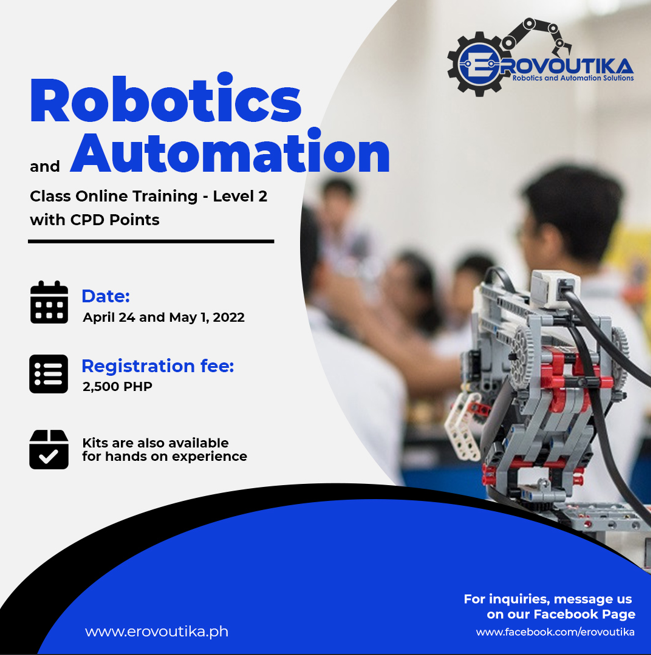 EROVOUTIKA
Robotics and Automation Solutions
Robotics
and Automation
Class Online Training - Level 2
with CPD Points
Date:
April 24 and May 1, 2022
Registration fee:
2,500 PHP
Kits are also available
for hands on experience
For inquiries, message us
on our Facebook Page
www.facebook.com/erovoutika
www.erovoutika.ph